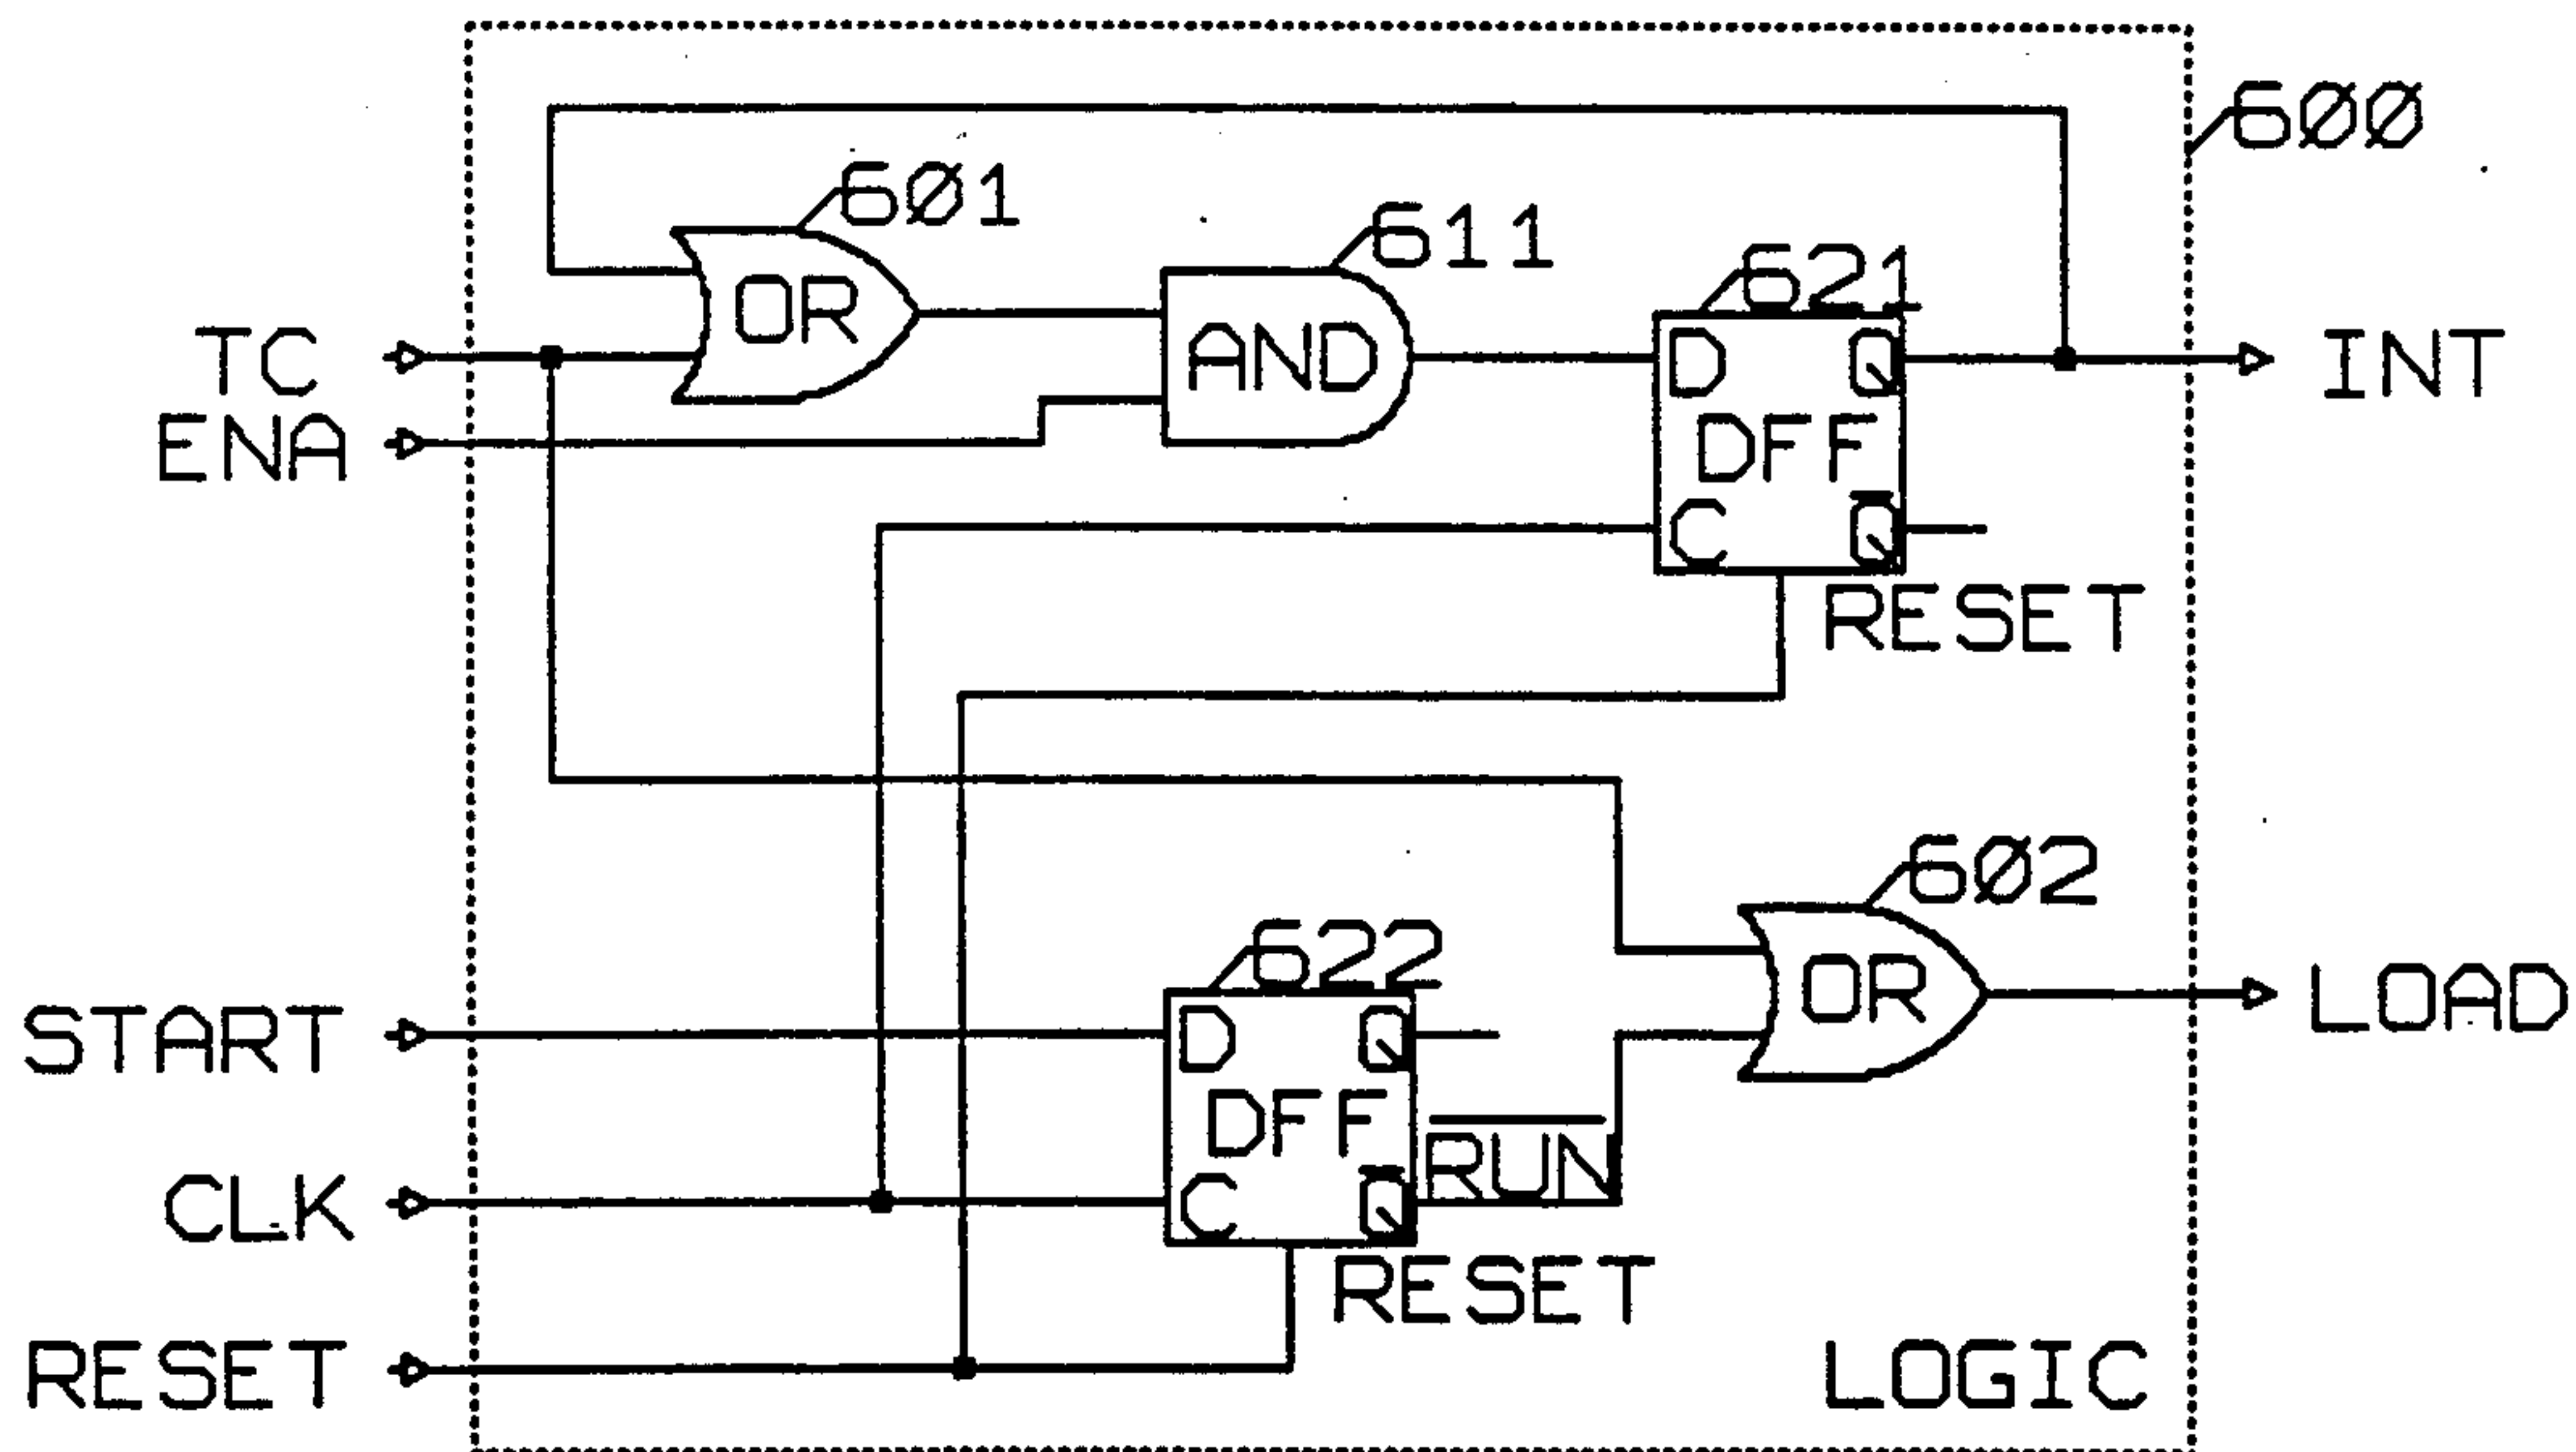 600
601
611
621
TC
OR
AND
D Q
INT
ENA
DFF
C Q̅
RESET
602
622
OR
LOAD
START
D Q
DFF
R̅U̅N̅
CLK
C Q̅
RESET
RESET
LOGIC